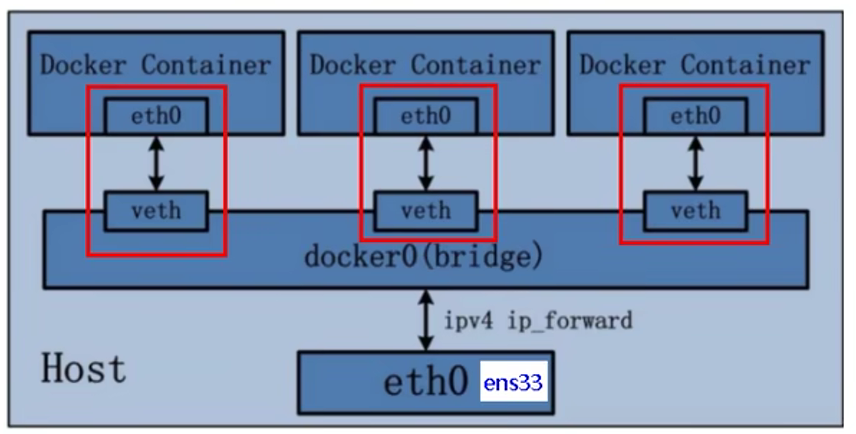 Docker Container
Docker Container
Docker Container
eth0
eth0
eth0
veth
veth
veth
docker0(bridge)
ipv4 ip_forward
Host
eth0 ens33